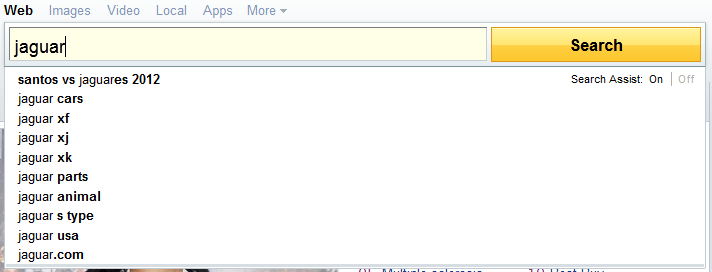 Web Images Video Local Apps More
jaguar Search
santos vs jaguares 2012 Search Assist: On | Off
jaguar cars
jaguar xf
jaguar xj
jaguar xk
jaguar parts
jaguar animal
jaguar s type
jaguar usa
jaguar.com